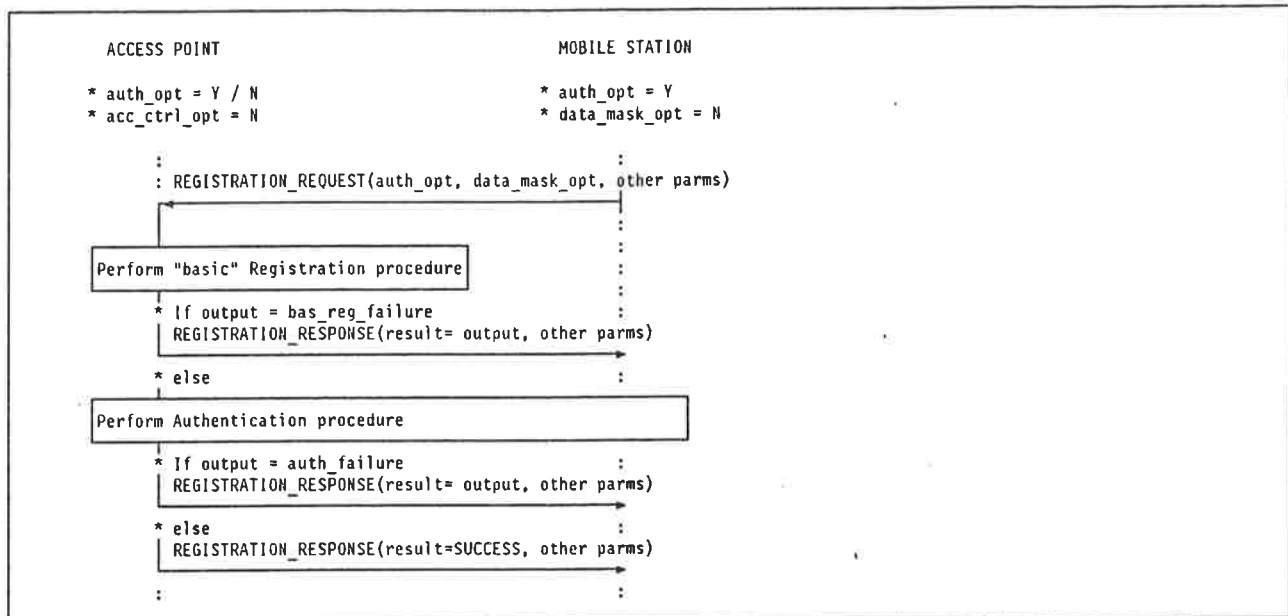 ACCESS POINT MOBILE STATION
* auth_opt = Y / N * auth_opt = Y
* acc_ctrl_opt = N * data_mask_opt = N
: :
: REGISTRATION_REQUEST(auth_opt, data_mask_opt, other parms)
:
:
Perform "basic" Registration procedure :
:
* If output = bas_reg_failure :
REGISTRATION_RESPONSE(result= output, other parms)
* else :
Perform Authentication procedure
* If output = auth_failure :
REGISTRATION_RESPONSE(result= output, other parms)
* else :
REGISTRATION_RESPONSE(result=SUCCESS, other parms)
: :